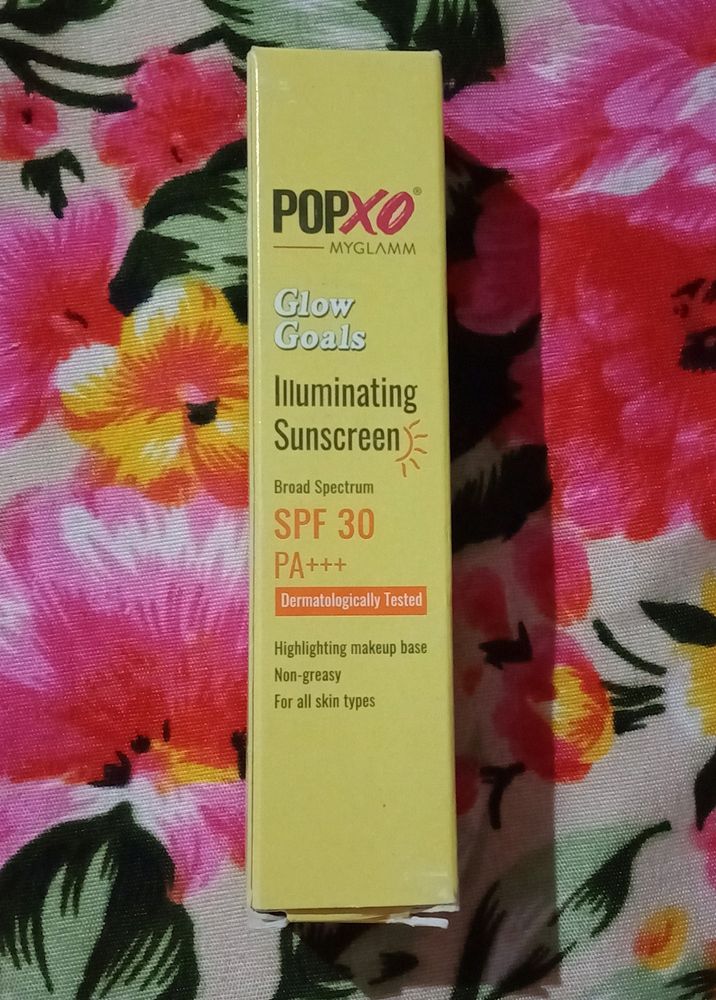 POPXO®
MYGLAMM
Glow
Goals
Illuminating
Sunscreen
Broad Spectrum
SPF 30
PA+++
Dermatologically Tested
Highlighting makeup base
Non-greasy
For all skin types